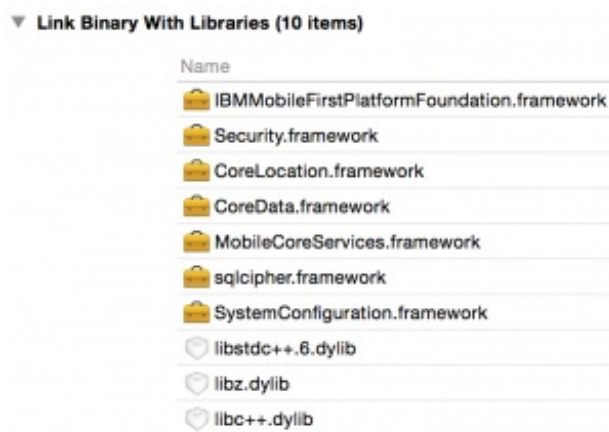 Link Binary With Libraries (10 items)
Name
IBMMobileFirstPlatformFoundation.framework
Security.framework
CoreLocation.framework
CoreData.framework
MobileCoreServices.framework
sqlcipher.framework
SystemConfiguration.framework
libstdc++.6.dylib
libz.dylib
libc++.dylib